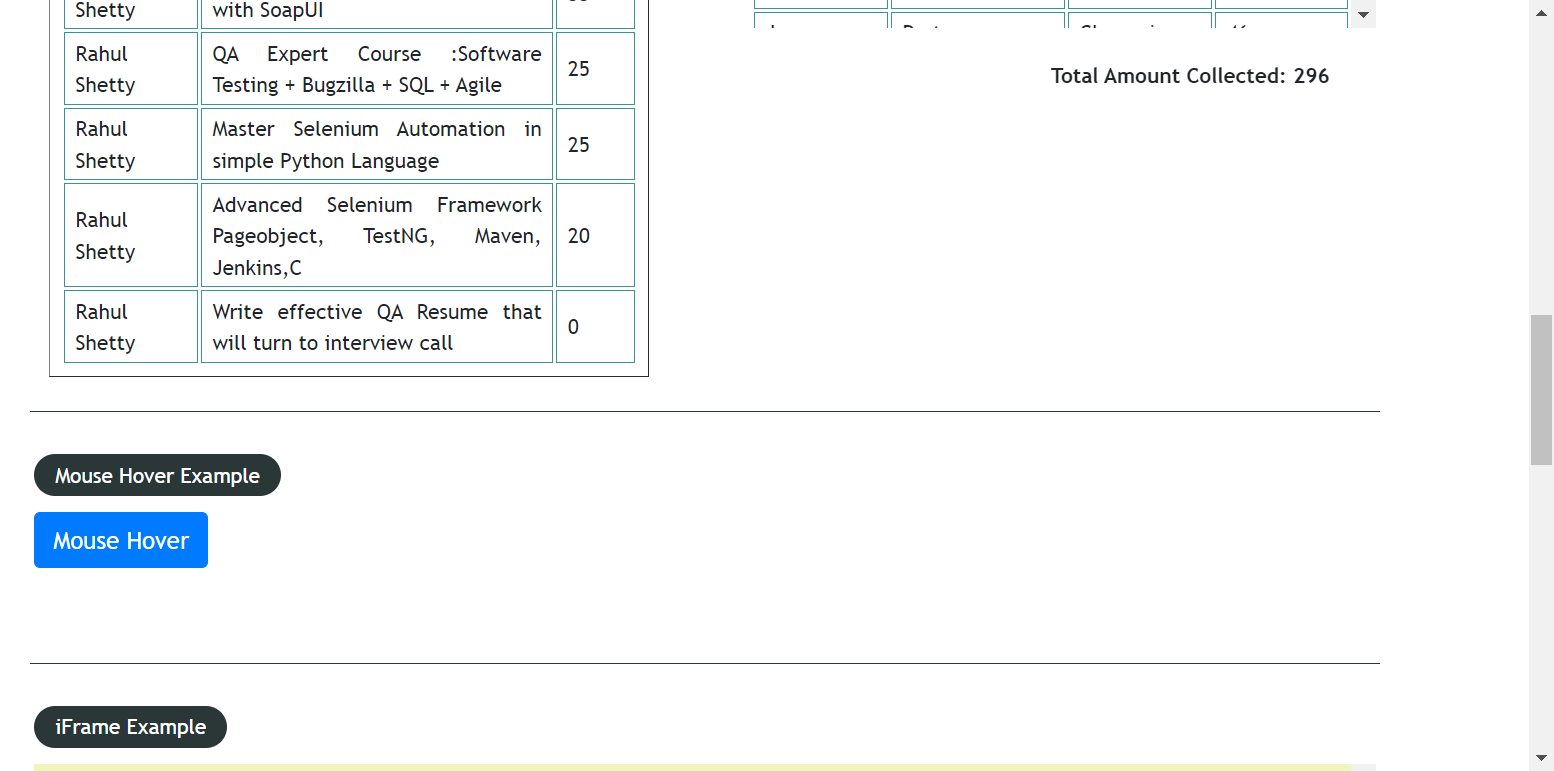 Shetty
with SoapUI
Rahul
Shetty
QA Expert Course :Software
Testing + Bugzilla + SQL + Agile
25
Rahul
Shetty
Master Selenium Automation in
simple Python Language
25
Rahul
Shetty
Advanced Selenium Framework
Pageobject, TestNG, Maven,
Jenkins,C
20
Rahul
Shetty
Write effective QA Resume that
will turn to interview call
0
Total Amount Collected: 296
Mouse Hover Example
Mouse Hover
iFrame Example